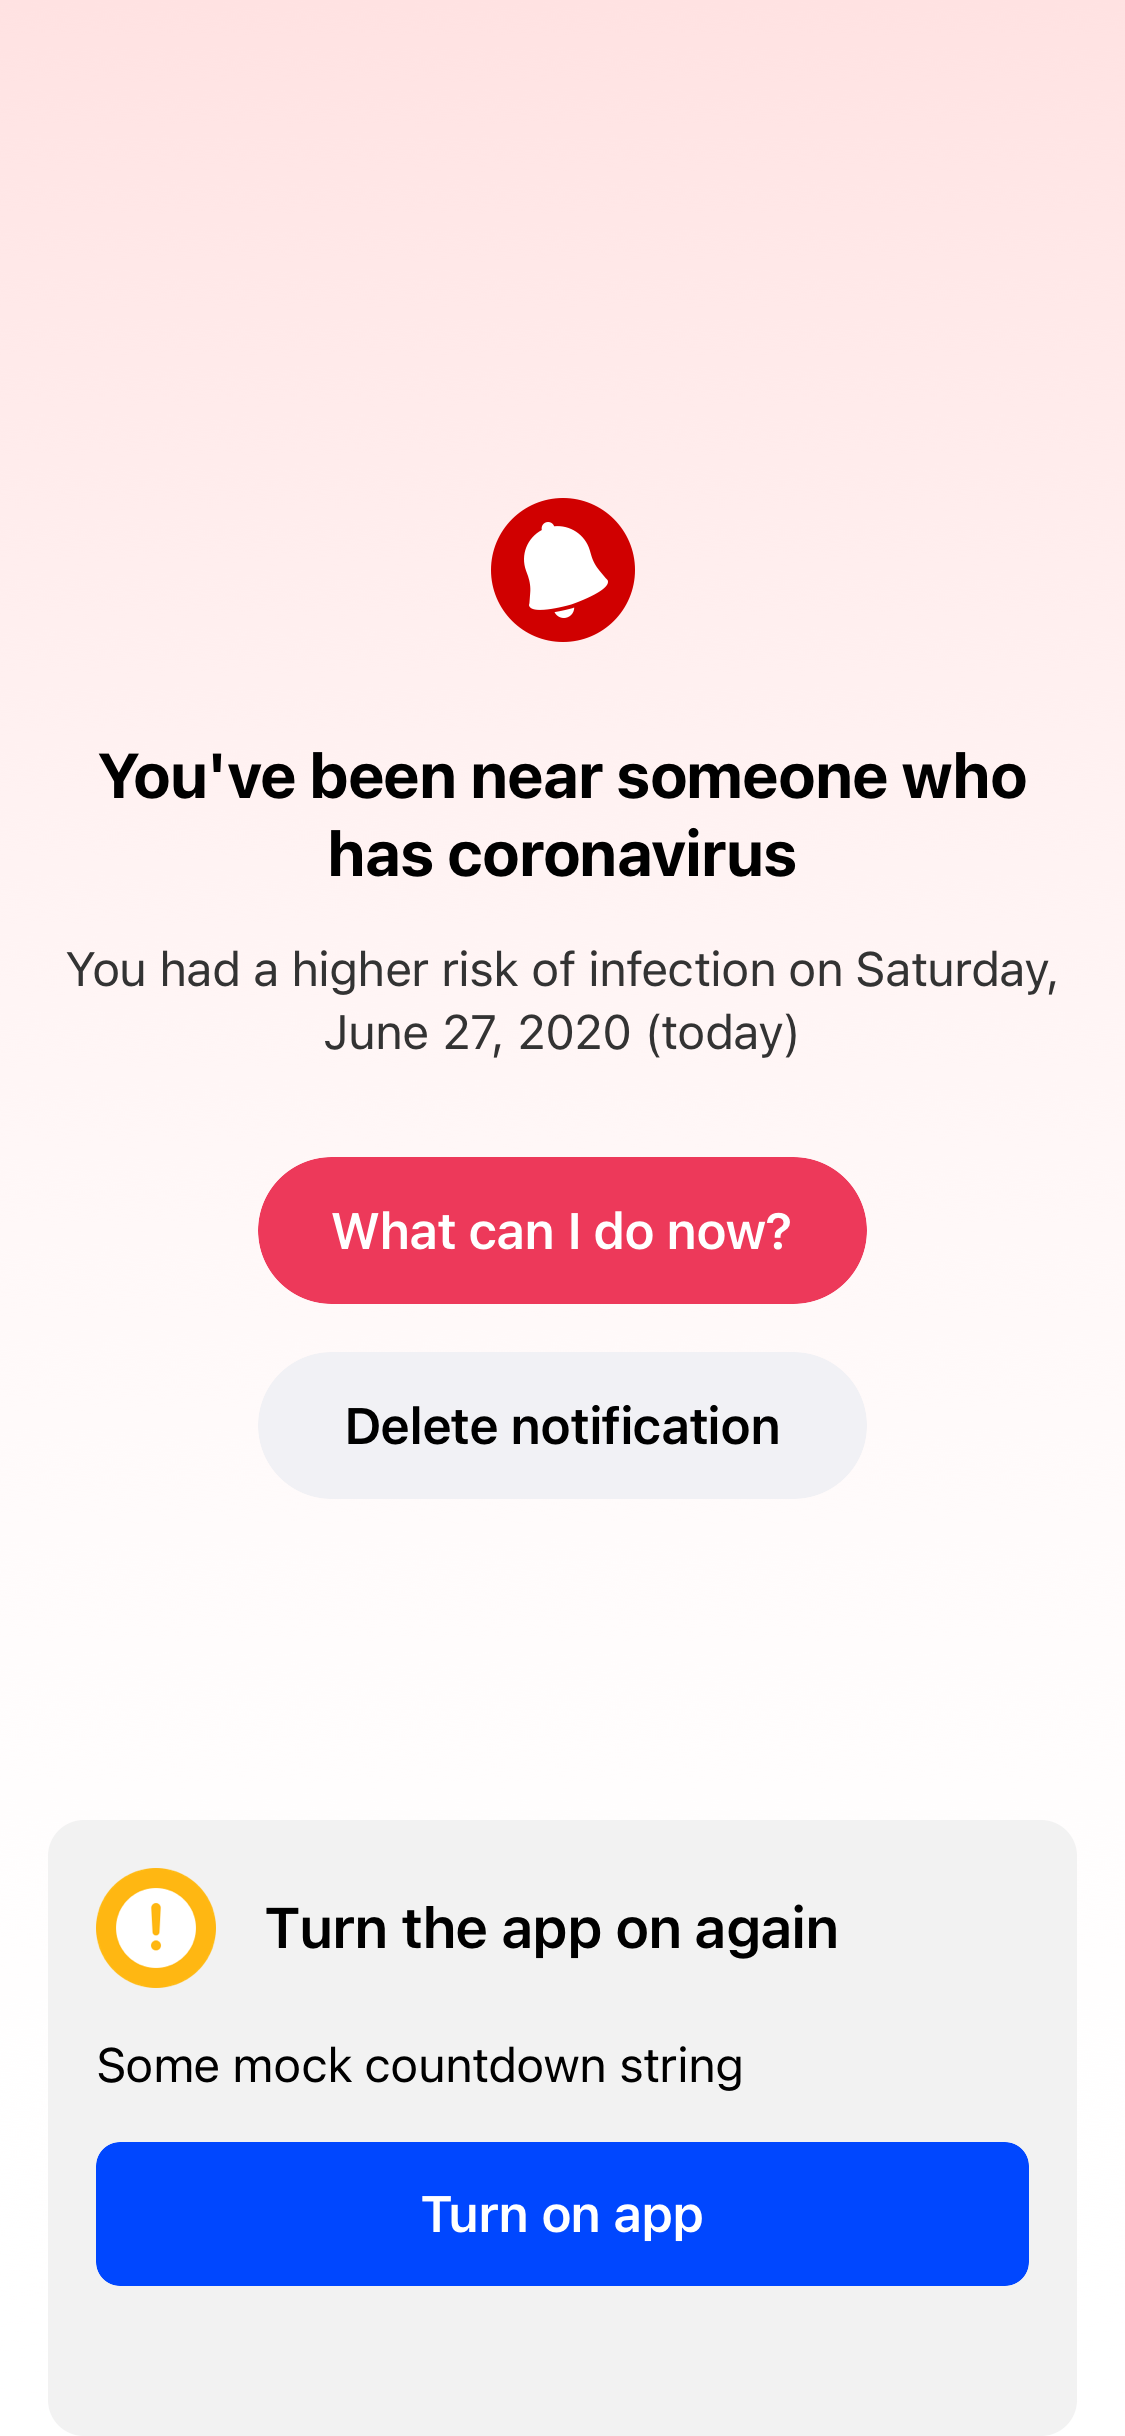 You've been near someone who
has coronavirus
You had a higher risk of infection on Saturday,
June 27, 2020 (today)
What can I do now?
Delete notification
Turn the app on again
Some mock countdown string
Turn on app